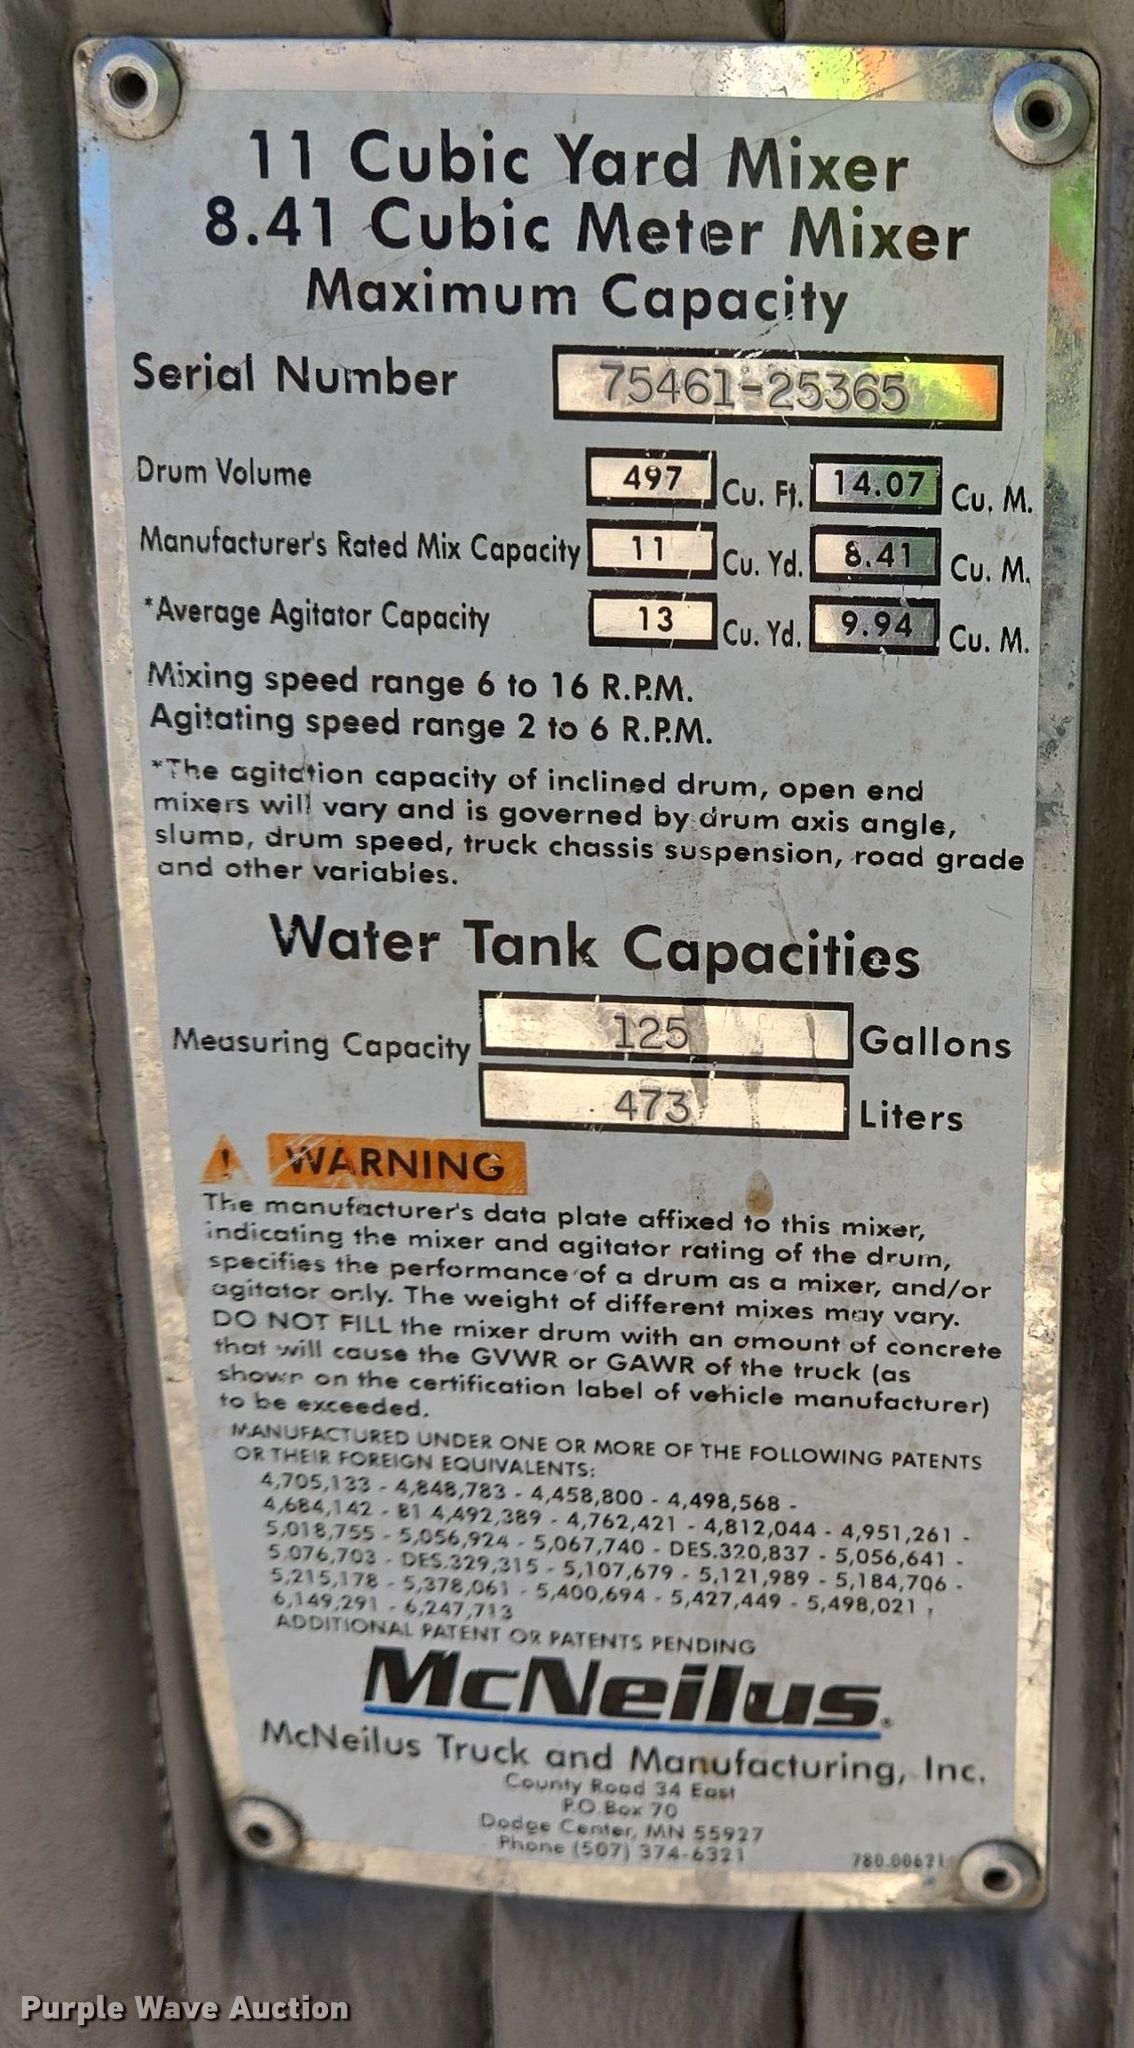 11 Cubic Yard Mixer
8.41 Cubic Meter Mixer
Maximum Capacity
Serial Number 75461-25365
Drum Volume 497 Cu. Ft. 14.07 Cu. M.
Manufacturer's Rated Mix Capacity 11 Cu. Yd. 8.41 Cu. M.
*Average Agitator Capacity 13 Cu. Yd. 9.94 Cu. M.
Mixing speed range 6 to 16 R.P.M.
Agitating speed range 2 to 6 R.P.M.
*The agitation capacity of inclined drum, open end
mixers will vary and is governed by drum axis angle,
slump, drum speed, truck chassis suspension, road grade
and other variables.
Water Tank Capacities
Measuring Capacity 125 Gallons
473 Liters
! WARNING
The manufacturer's data plate affixed to this mixer,
indicating the mixer and agitator rating of the drum,
specifies the performance of a drum as a mixer, and/or
agitator only. The weight of different mixes may vary.
DO NOT FILL the mixer drum with an amount of concrete
that will cause the GVWR or GAWR of the truck (as
shown on the certification label of vehicle manufacturer)
to be exceeded.
MANUFACTURED UNDER ONE OR MORE OF THE FOLLOWING PATENTS
OR THEIR FOREIGN EQUIVALENTS:
4,705,133 - 4,848,783 - 4,458,800 - 4,498,568 -
4,684,142 - B1 4,492,389 - 4,762,421 - 4,812,044 - 4,951,261 -
5,018,755 - 5,056,924 - 5,067,740 - DES.320,837 - 5,056,641 -
5,076,703 - DES.329,315 - 5,107,679 - 5,121,989 - 5,184,706 -
5,215,178 - 5,378,061 - 5,400,694 - 5,427,449 - 5,498,021 ,
6,149,291 - 6,247,713
ADDITIONAL PATENT OR PATENTS PENDING
McNeilus®
McNeilus Truck and Manufacturing, Inc.
County Road 34 East
P.O. Box 70
Dodge Center, MN 55927
Phone (507) 374-6321
780.00621
Purple Wave Auction